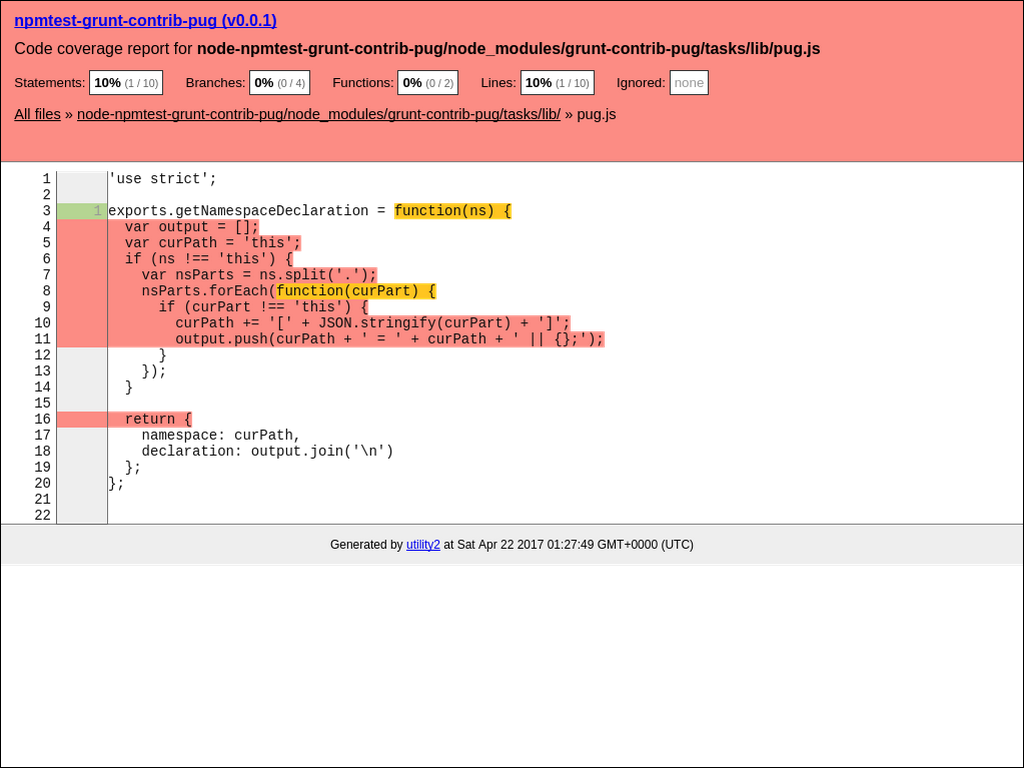 npmtest-grunt-contrib-pug (v0.0.1)
Code coverage report for node-npmtest-grunt-contrib-pug/node_modules/grunt-contrib-pug/tasks/lib/pug.js
Statements: 10% (1 / 10) Branches: 0% (0 / 4) Functions: 0% (0 / 2) Lines: 10% (1 / 10) Ignored: none
All files » node-npmtest-grunt-contrib-pug/node_modules/grunt-contrib-pug/tasks/lib/ » pug.js
1 'use strict';
2
3 1 exports.getNamespaceDeclaration = function(ns) {
4   var output = [];
5   var curPath = 'this';
6   if (ns !== 'this') {
7     var nsParts = ns.split('.');
8     nsParts.forEach(function(curPart) {
9       if (curPart !== 'this') {
10         curPath += '[' + JSON.stringify(curPart) + ']';
11         output.push(curPath + ' = ' + curPath + ' || {};');
12       }
13     });
14   }
15
16   return {
17     namespace: curPath,
18     declaration: output.join('\n')
19   };
20 };
21
22
Generated by utility2 at Sat Apr 22 2017 01:27:49 GMT+0000 (UTC)